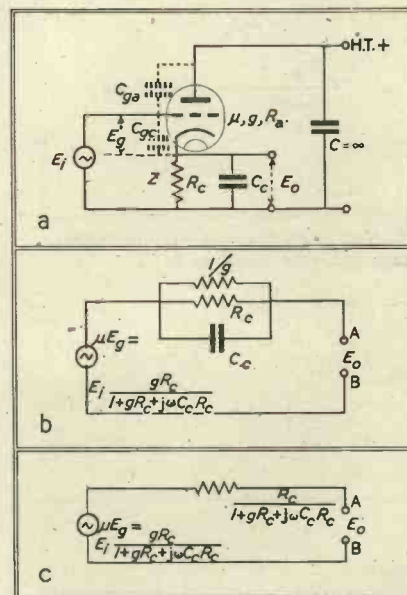 H.T.+
C_ga
μ, g, R_a
E_g
C_gc
C=∞
E_i
Z
R_c
C_c
E_o
a
1/g
R_c
C_c
A
μE_g =
E_o
E_i gR_c / 1+gR_c+jωC_cR_c
B
b
R_c / 1+gR_c+jωC_cR_c
A
μE_g =
E_o
E_i gR_c / 1+gR_c+jωC_cR_c
B
c